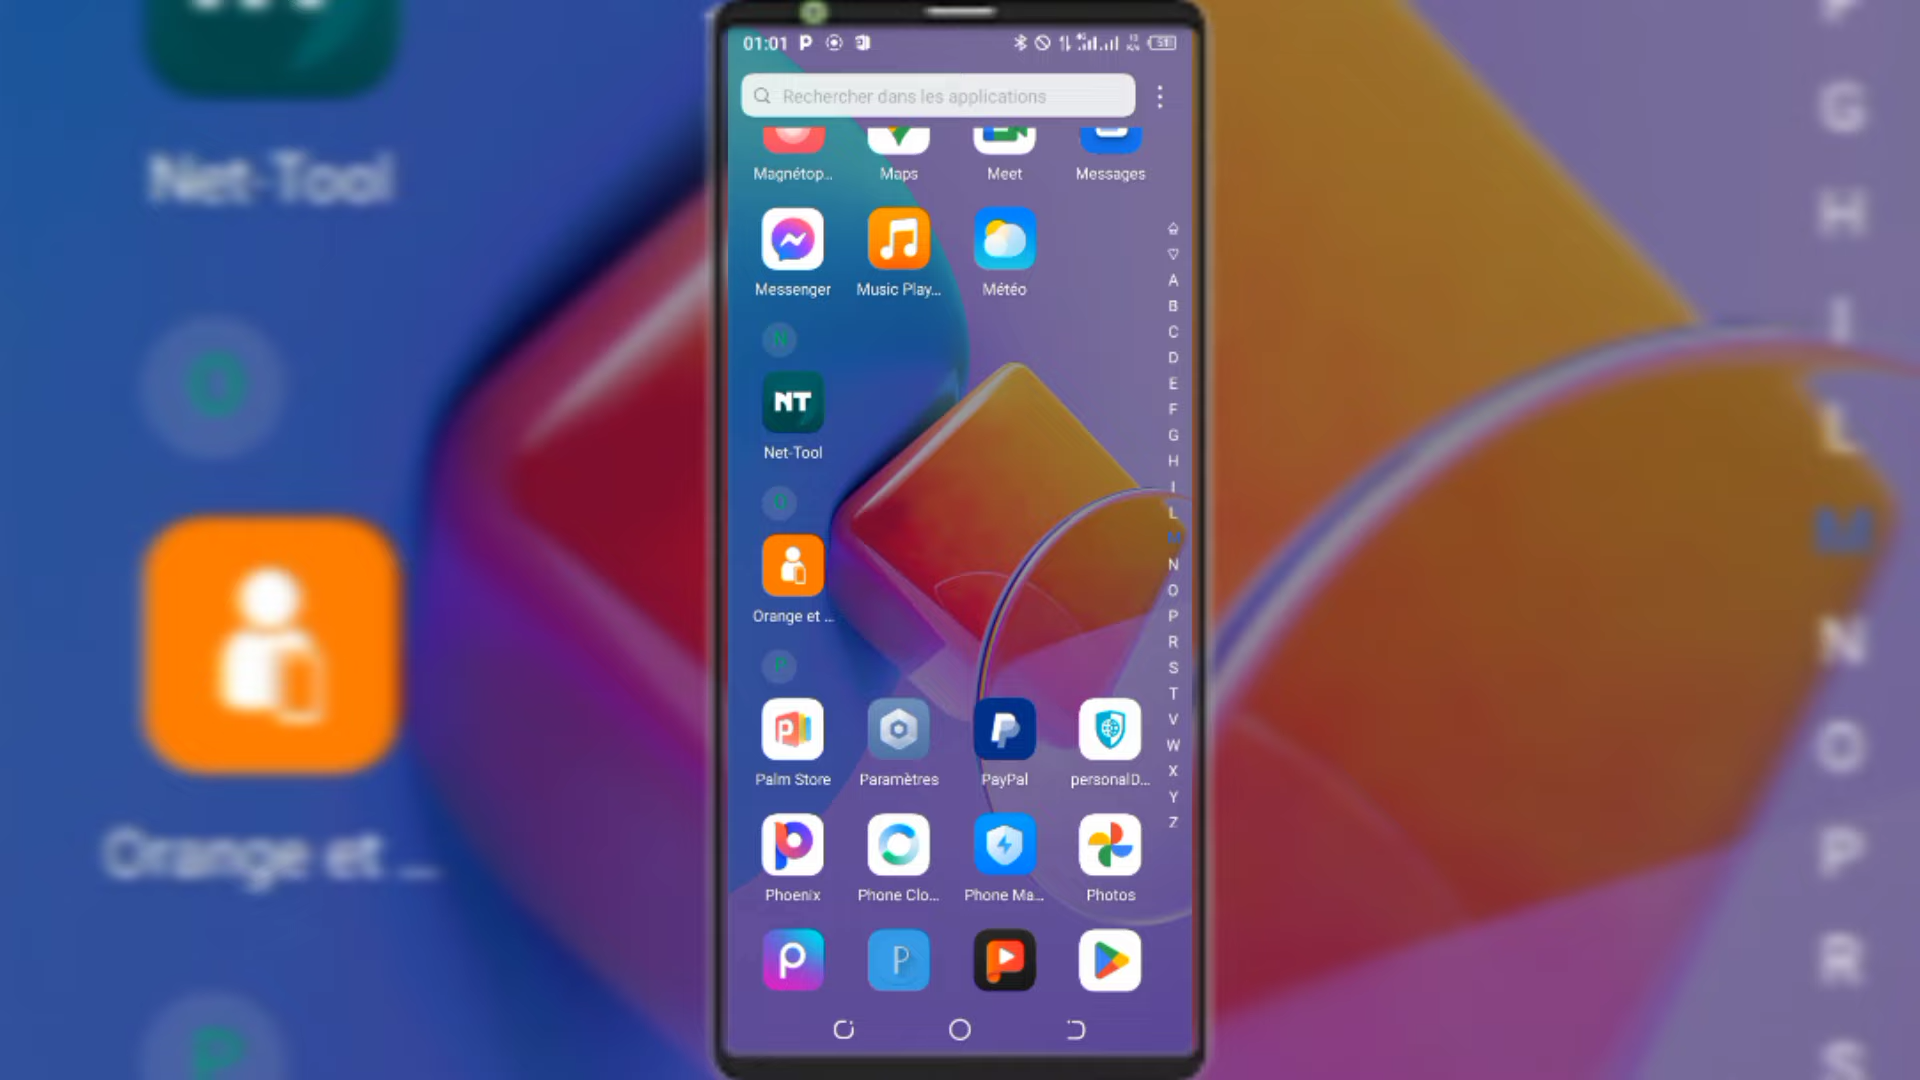 01:01
51
Rechercher dans les applications
Magnétop...
Maps
Meet
Messages
Messenger
Music Play...
Météo
N
NT
Net-Tool
O
Orange et ...
P
Palm Store
Paramètres
PayPal
personalD...
Phoenix
Phone Clo...
Phone Ma...
Photos
A
B
C
D
E
F
G
H
I
L
M
N
O
P
R
S
T
V
W
X
Y
Z
Net-Tool
O
Orange et ...
P
G
H
I
L
M
N
O
P
R
S